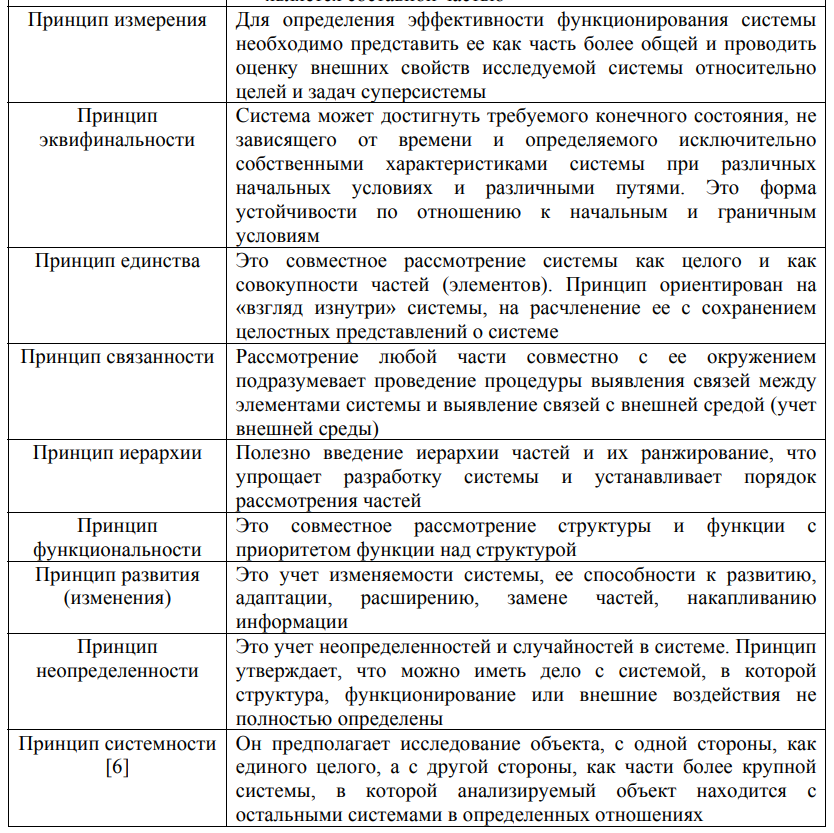 Принцип измерения
Для определения эффективности функционирования системы
необходимо представить ее как часть более общей и проводить
оценку внешних свойств исследуемой системы относительно
целей и задач суперсистемы
Принцип
эквифинальности
Система может достигнуть требуемого конечного состояния, не
зависящего от времени и определяемого исключительно
собственными характеристиками системы при различных
начальных условиях и различными путями. Это форма
устойчивости по отношению к начальным и граничным
условиям
Принцип единства
Это совместное рассмотрение системы как целого и как
совокупности частей (элементов). Принцип ориентирован на
«взгляд изнутри» системы, на расчленение ее с сохранением
целостных представлений о системе
Принцип связанности
Рассмотрение любой части совместно с ее окружением
подразумевает проведение процедуры выявления связей между
элементами системы и выявление связей с внешней средой (учет
внешней среды)
Принцип иерархии
Полезно введение иерархии частей и их ранжирование, что
упрощает разработку системы и устанавливает порядок
рассмотрения частей
Принцип
функциональности
Это совместное рассмотрение структуры и функции с
приоритетом функции над структурой
Принцип развития
(изменения)
Это учет изменяемости системы, ее способности к развитию,
адаптации, расширению, замене частей, накапливанию
информации
Принцип
неопределенности
Это учет неопределенностей и случайностей в системе. Принцип
утверждает, что можно иметь дело с системой, в которой
структура, функционирование или внешние воздействия не
полностью определены
Принцип системности
[6]
Он предполагает исследование объекта, с одной стороны, как
единого целого, а с другой стороны, как части более крупной
системы, в которой анализируемый объект находится с
остальными системами в определенных отношениях